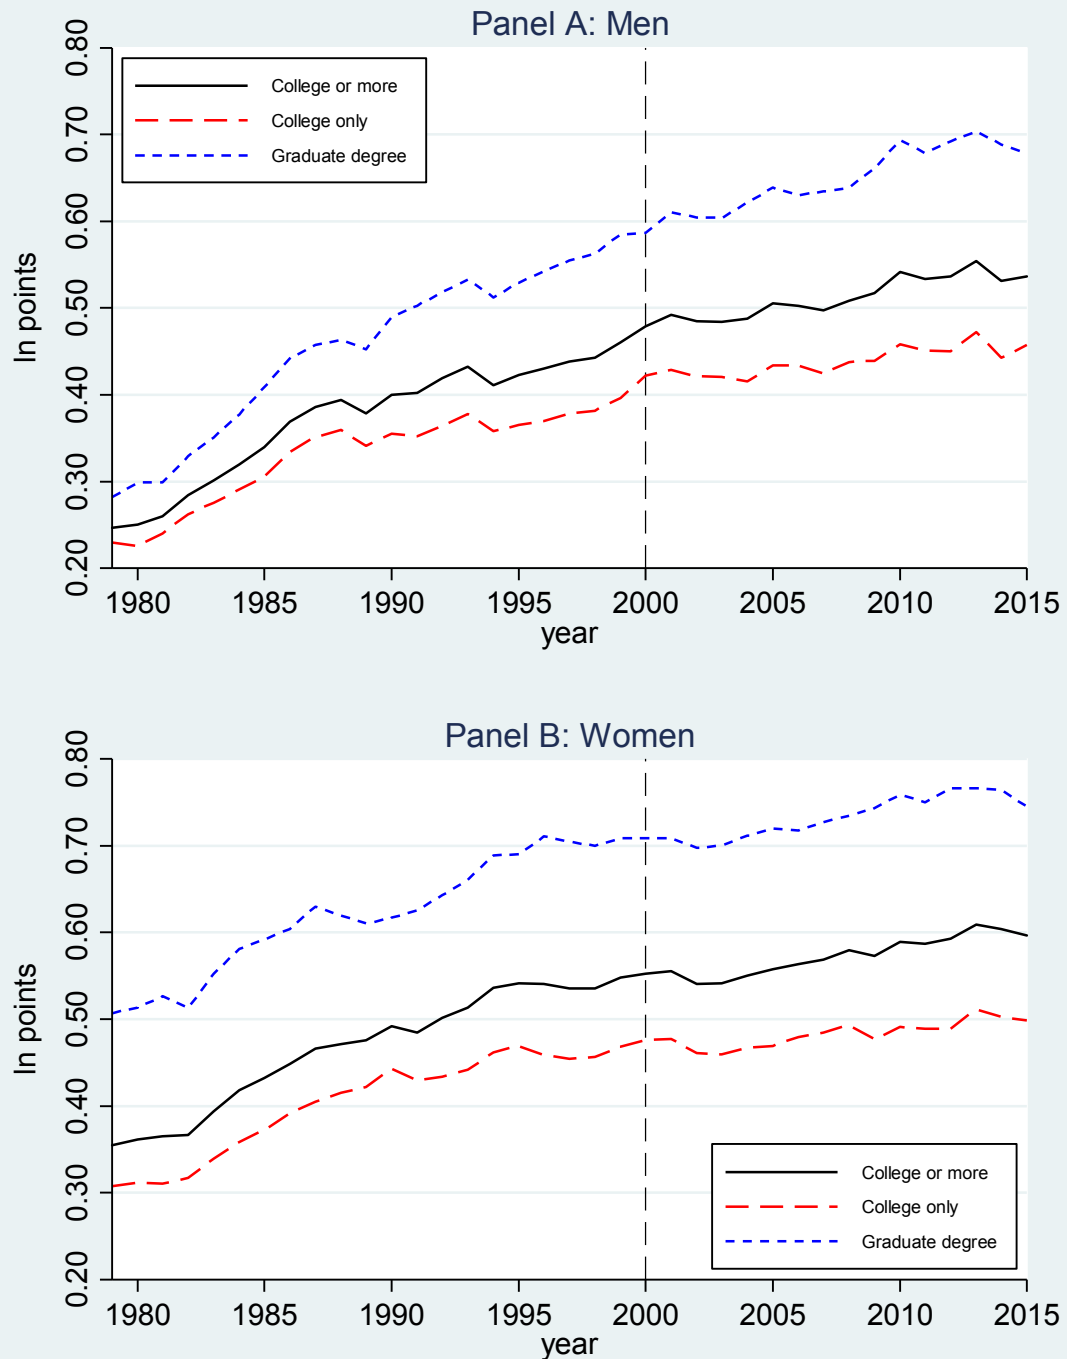 Panel A: Men
College or more
College only
Graduate degree
ln points
0.80
0.70
0.60
0.50
0.40
0.30
0.20
1980 1985 1990 1995 2000 2005 2010 2015
year
Panel B: Women
ln points
0.80
0.70
0.60
0.50
0.40
0.30
0.20
College or more
College only
Graduate degree
1980 1985 1990 1995 2000 2005 2010 2015
year